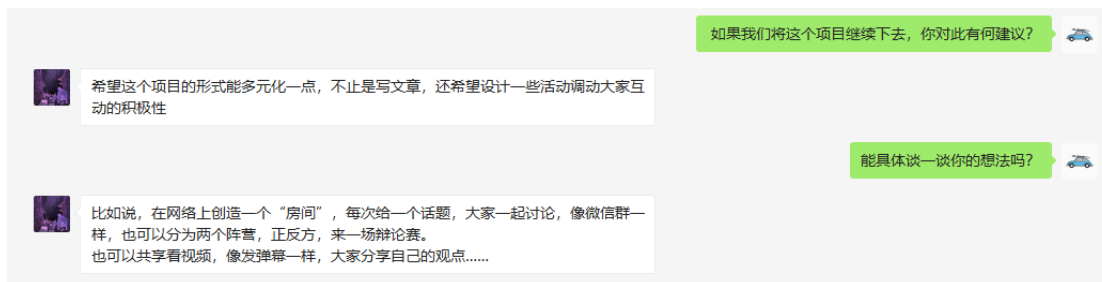 如果我们将这个项目继续下去，你对此有何建议？
希望这个项目的形式能多元化一点，不止是写文章，还希望设计一些活动调动大家互
动的积极性
能具体谈一谈你的想法吗？
比如说，在网络上创造一个“房间”，每次给一个话题，大家一起讨论，像微信群一
样，也可以分为两个阵营，正反方，来一场辩论赛。
也可以共享看视频，像发弹幕一样，大家分享自己的观点......